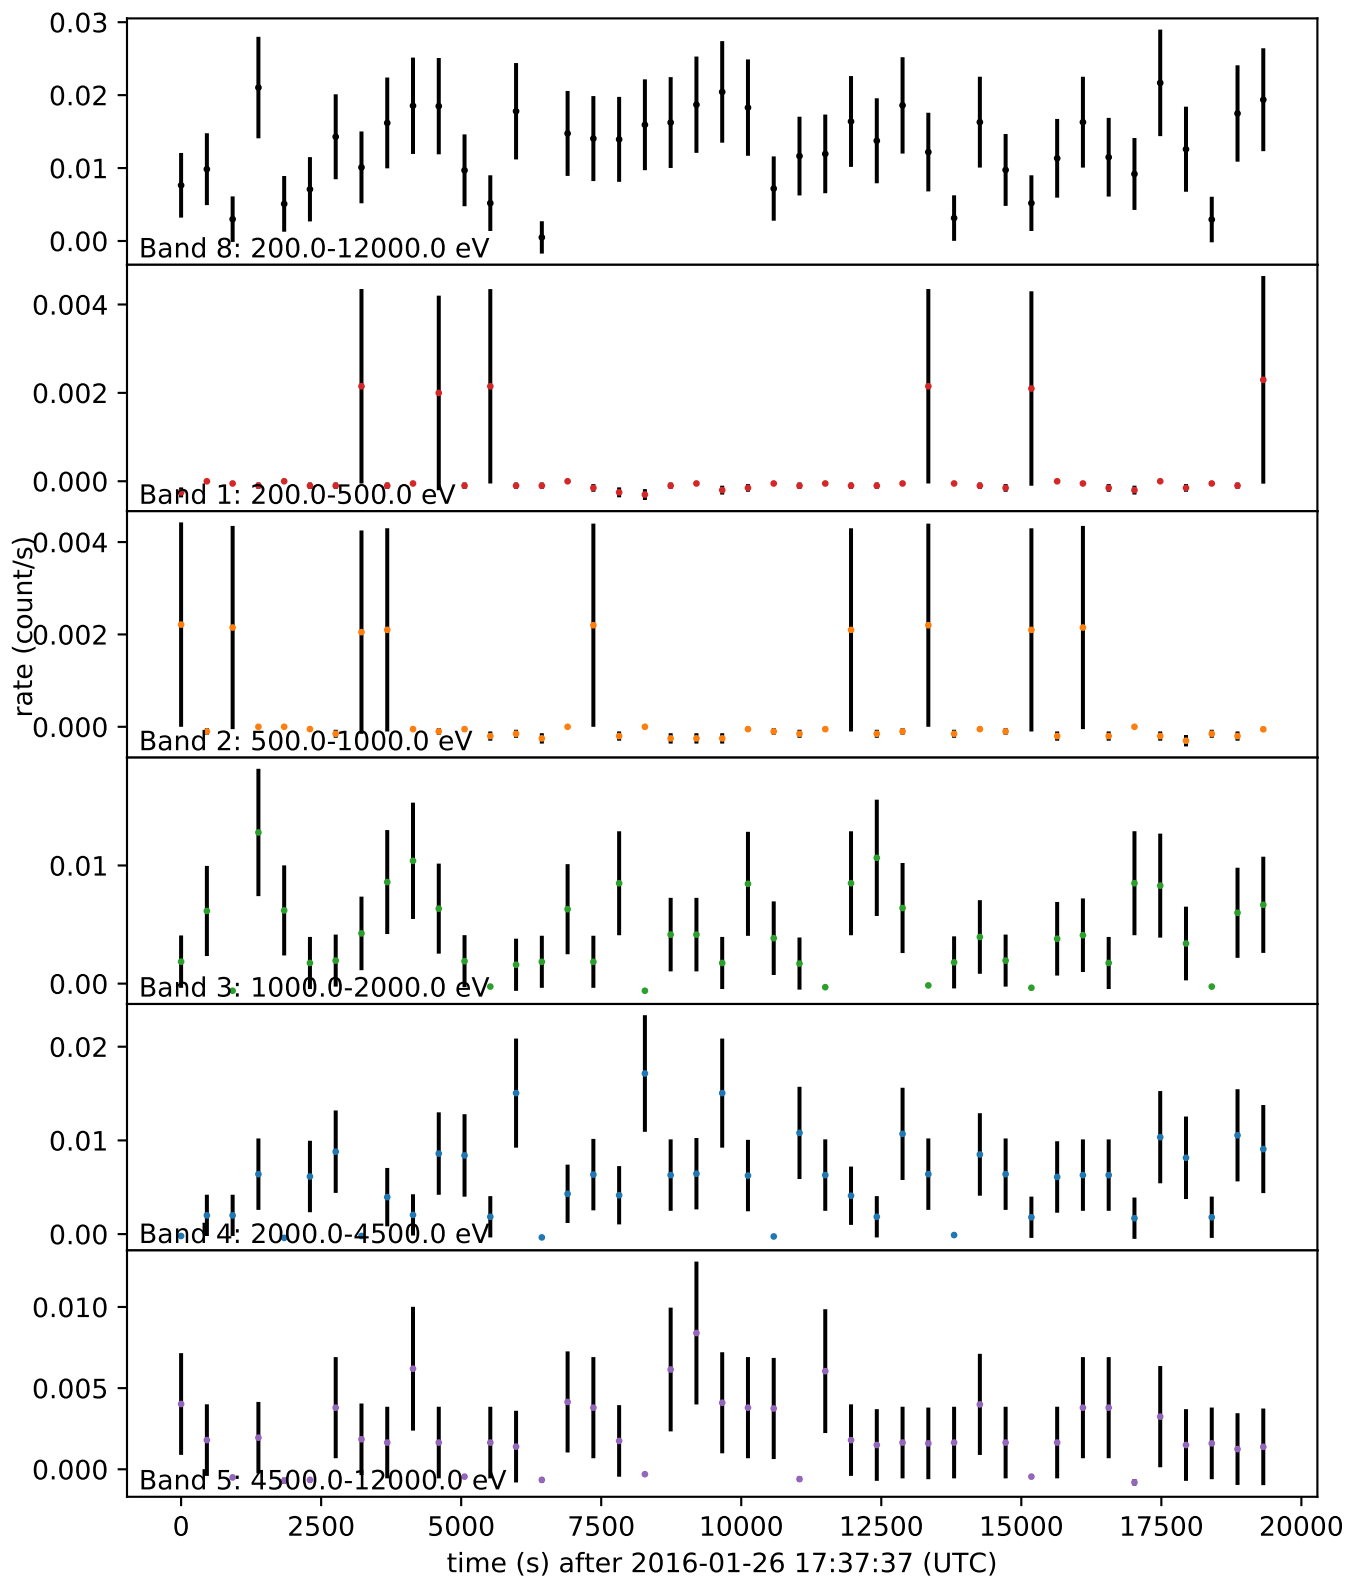 0.03
0.02
0.01
0.00
Band 8: 200.0-12000.0 eV
0.004
0.002
0.000
Band 1: 200.0-500.0 eV
rate (count/s)
0.004
0.002
0.000
Band 2: 500.0-1000.0 eV
0.01
0.00
Band 3: 1000.0-2000.0 eV
0.02
0.01
0.00
Band 4: 2000.0-4500.0 eV
0.010
0.005
0.000
Band 5: 4500.0-12000.0 eV
0 2500 5000 7500 10000 12500 15000 17500 20000
time (s) after 2016-01-26 17:37:37 (UTC)